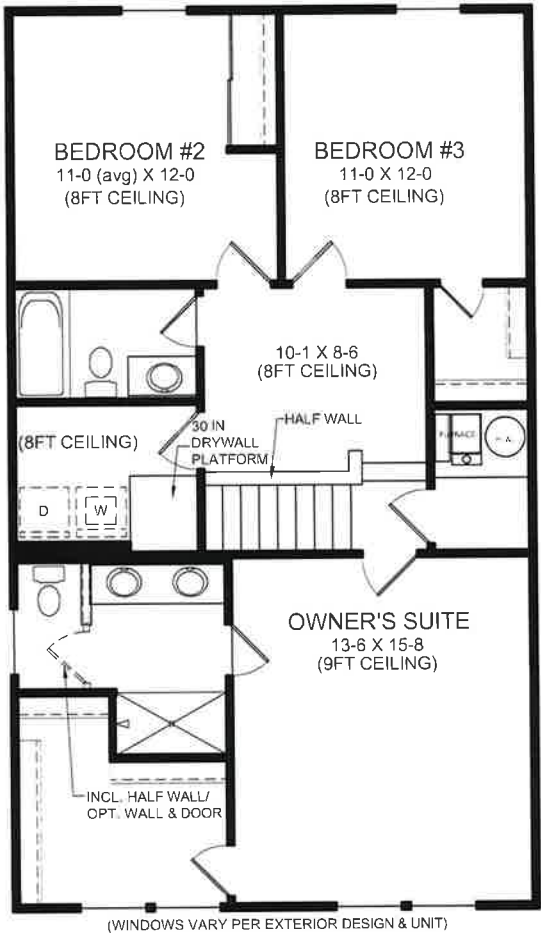 BEDROOM #2
11-0 (avg) X 12-0
(8FT CEILING)
BEDROOM #3
11-0 X 12-0
(8FT CEILING)
10-1 X 8-6
(8FT CEILING)
(8FT CEILING)
30 IN
DRYWALL
PLATFORM
HALF WALL
FURNACE
D
W
OWNER'S SUITE
13-6 X 15-8
(9FT CEILING)
INCL. HALF WALL/
OPT. WALL & DOOR
(WINDOWS VARY PER EXTERIOR DESIGN & UNIT)